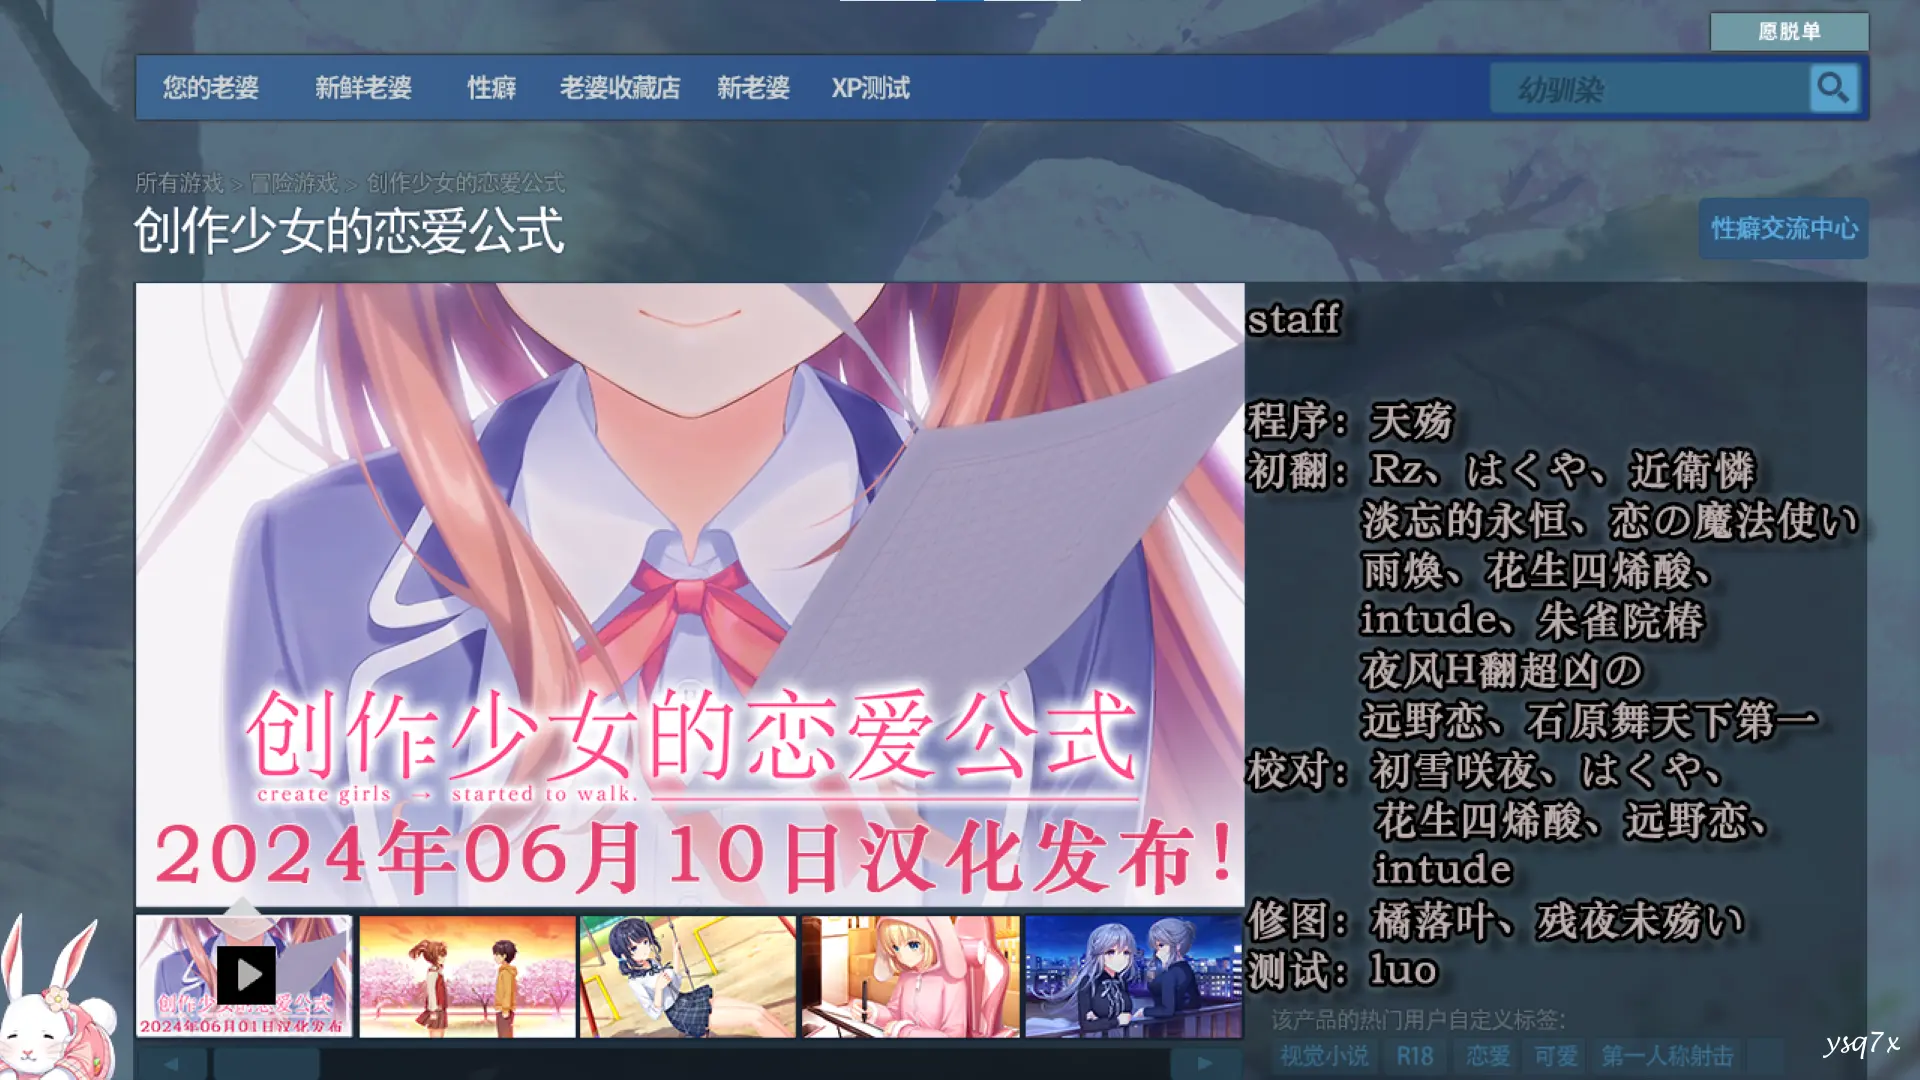 愿脱单
您的老婆 新鲜老婆 性癖 老婆收藏店 新老婆 XP测试 幼驯染
所有游戏 > 冒险游戏 > 创作少女的恋爱公式
创作少女的恋爱公式
性癖交流中心
创作少女的恋爱公式
create girls → started to walk.
2024年06月10日汉化发布！
staff
程序：天殇
初翻：Rz、はくや、近衛憐
淡忘的永恒、恋の魔法使い
雨焕、花生四烯酸、
intude、朱雀院椿
夜风H翻超凶の
远野恋、石原舞天下第一
校对：初雪咲夜、はくや、
花生四烯酸、远野恋、
intude
修图：橘落叶、残夜未殇い
测试：luo
2024年06月01日汉化发布
该产品的热门用户自定义标签：
视觉小说 R18 恋爱 可爱 第一人称射击
ysq7x